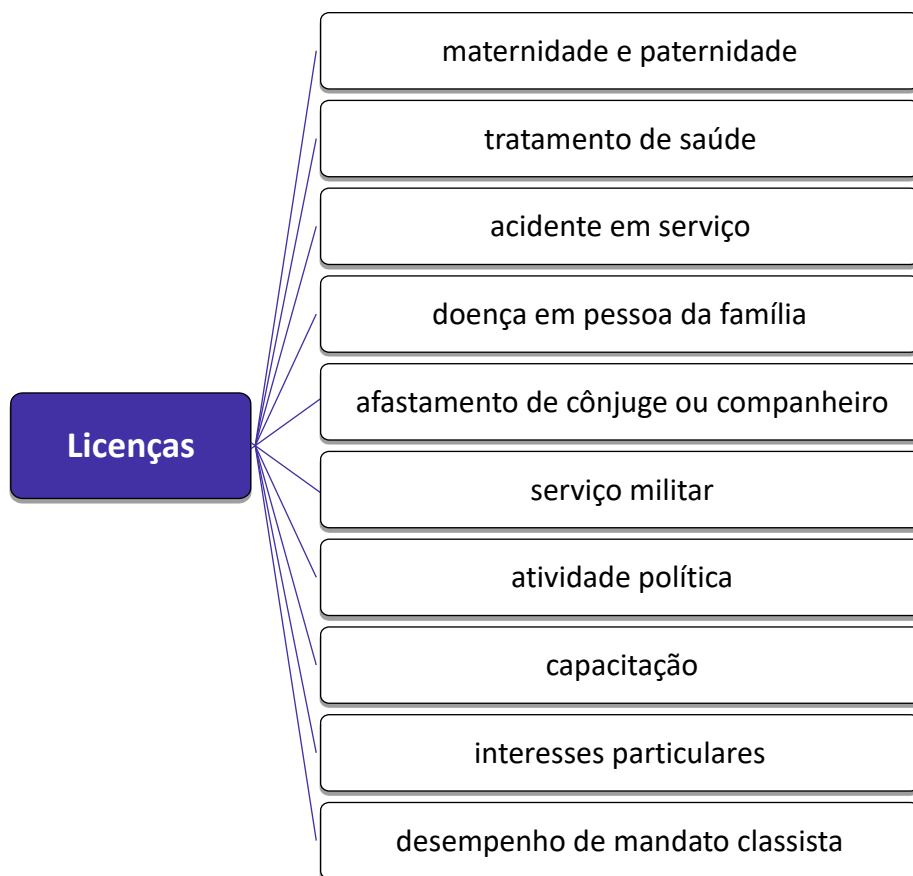 maternidade e paternidade
tratamento de saúde
acidente em serviço
doença em pessoa da família
afastamento de cônjuge ou companheiro
Licenças
serviço militar
atividade política
capacitação
interesses particulares
desempenho de mandato classista